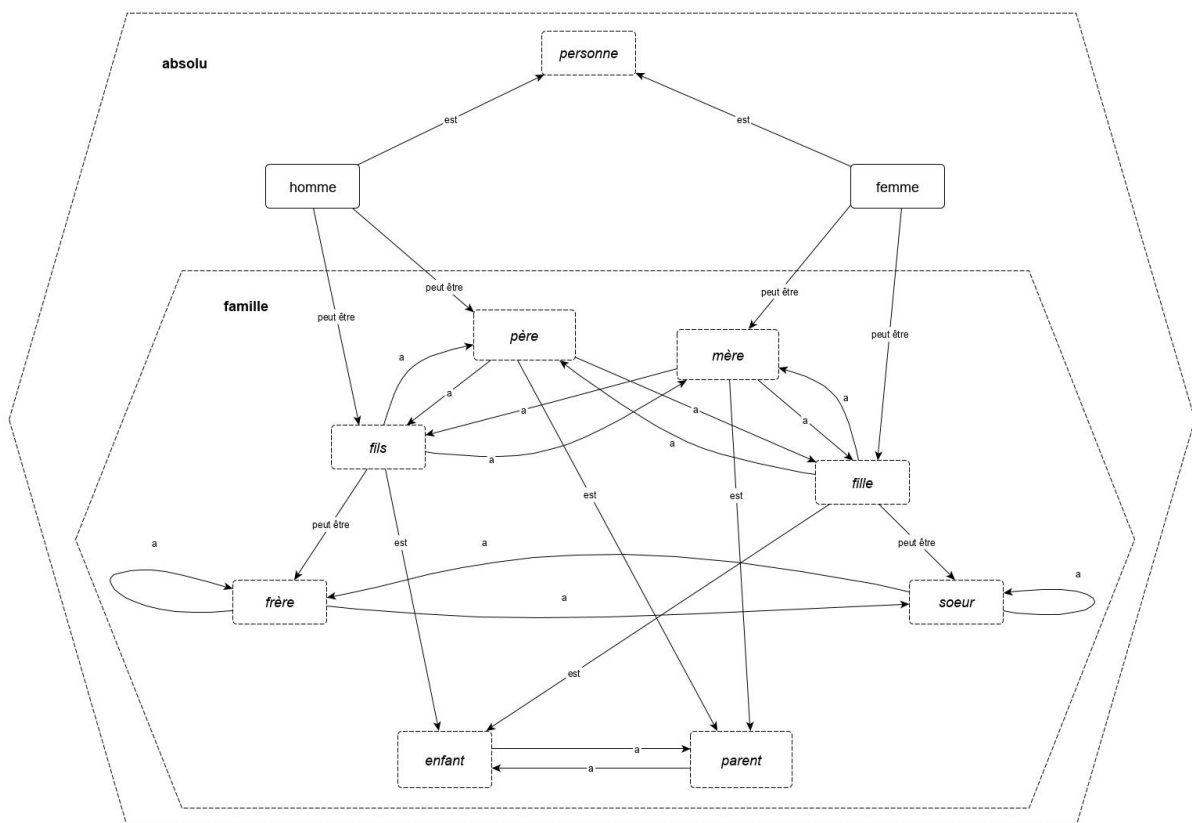 personne
absolu
est
est
homme
femme
peut être
peut être
famille
peut être
peut être
père
mère
a
a
a
a
a
a
a
a
fils
fille
est
est
peut être
est
peut être
a
a
a
a
frère
soeur
est
enfant
a
a
parent